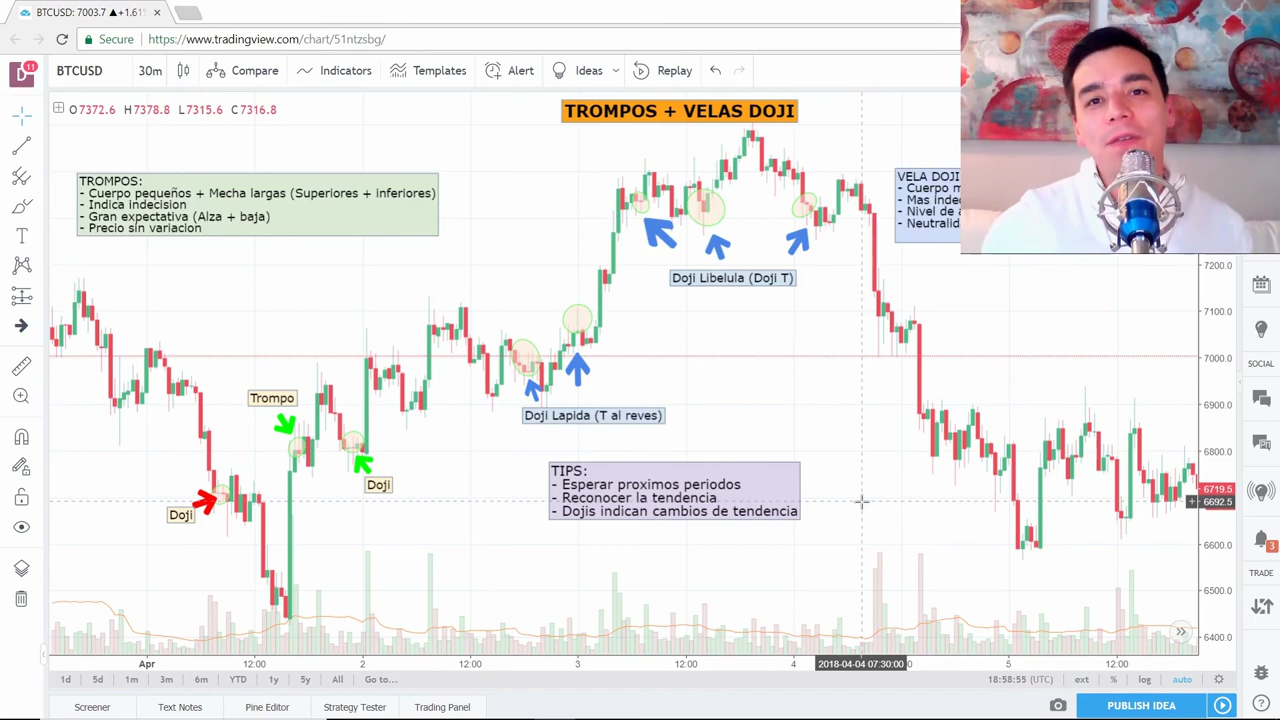 BTCUSD: 7003.7 ▲+1.61%
Secure
https://www.tradingview.com/chart/51ntzsbg/
11
BTCUSD
30m
Compare
Indicators
Templates
Alert
Ideas
Replay
O7372.6 H7378.8 L7315.6 C7316.8
TROMPOS + VELAS DOJI
TROMPOS:
- Cuerpo pequeños + Mecha largas (Superiores + inferiores)
- Indica indecision
- Gran expectativa (Alza + baja)
- Precio sin variacion
VELA DOJI
- Cuerpo
- Mas
- Nivel de
- Neutralid
Doji Libelula (Doji T)
Doji Lapida (T al reves)
Trompo
Doji
Doji
TIPS:
- Esperar proximos periodos
- Reconocer la tendencia
- Dojis indican cambios de tendencia
7200.0
7100.0
7000.0
6900.0
6800.0
6719.5
6692.5
6600.0
6500.0
6400.0
SOCIAL
3
TRADE
Apr
12:00
2
12:00
3
12:00
4
2018-04-04 07:30:00
5
12:00
1d
1m
6m
YTD
1y
5y
All
Go to...
18:58:55 (UTC)
ext
%
log
auto
Screener
Text Notes
Pine Editor
Strategy Tester
Trading Panel
PUBLISH IDEA